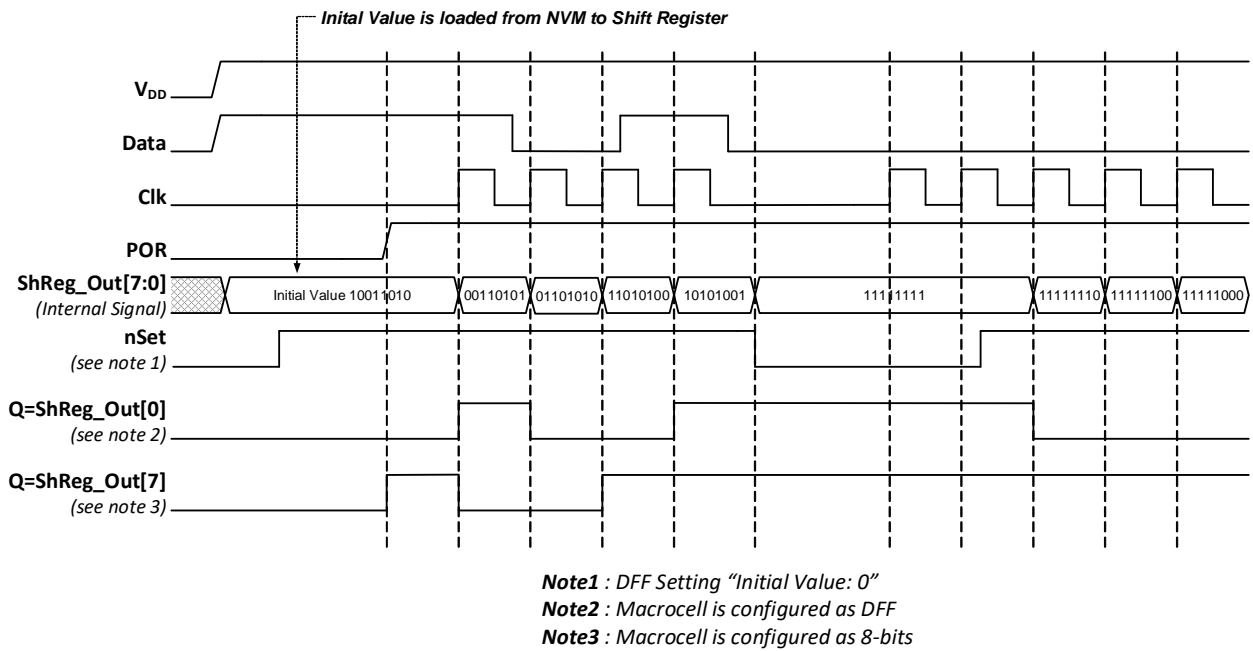 Inital Value is loaded from NVM to Shift Register
VDD
Data
Clk
POR
ShReg_Out[7:0]
(Internal Signal)
Initial Value 10011010
00110101
01101010
11010100
10101001
11111111
11111110
11111100
11111000
nSet
(see note 1)
Q=ShReg_Out[0]
(see note 2)
Q=ShReg_Out[7]
(see note 3)
Note1 : DFF Setting “Initial Value: 0”
Note2 : Macrocell is configured as DFF
Note3 : Macrocell is configured as 8-bits